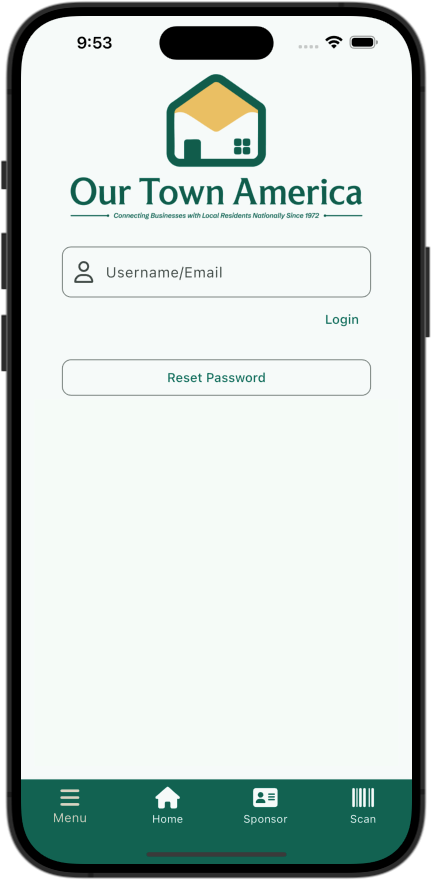 9:53
Our Town America
Connecting Businesses with Local Residents Nationally Since 1972
Username/Email
Login
Reset Password
Menu Home Sponsor Scan